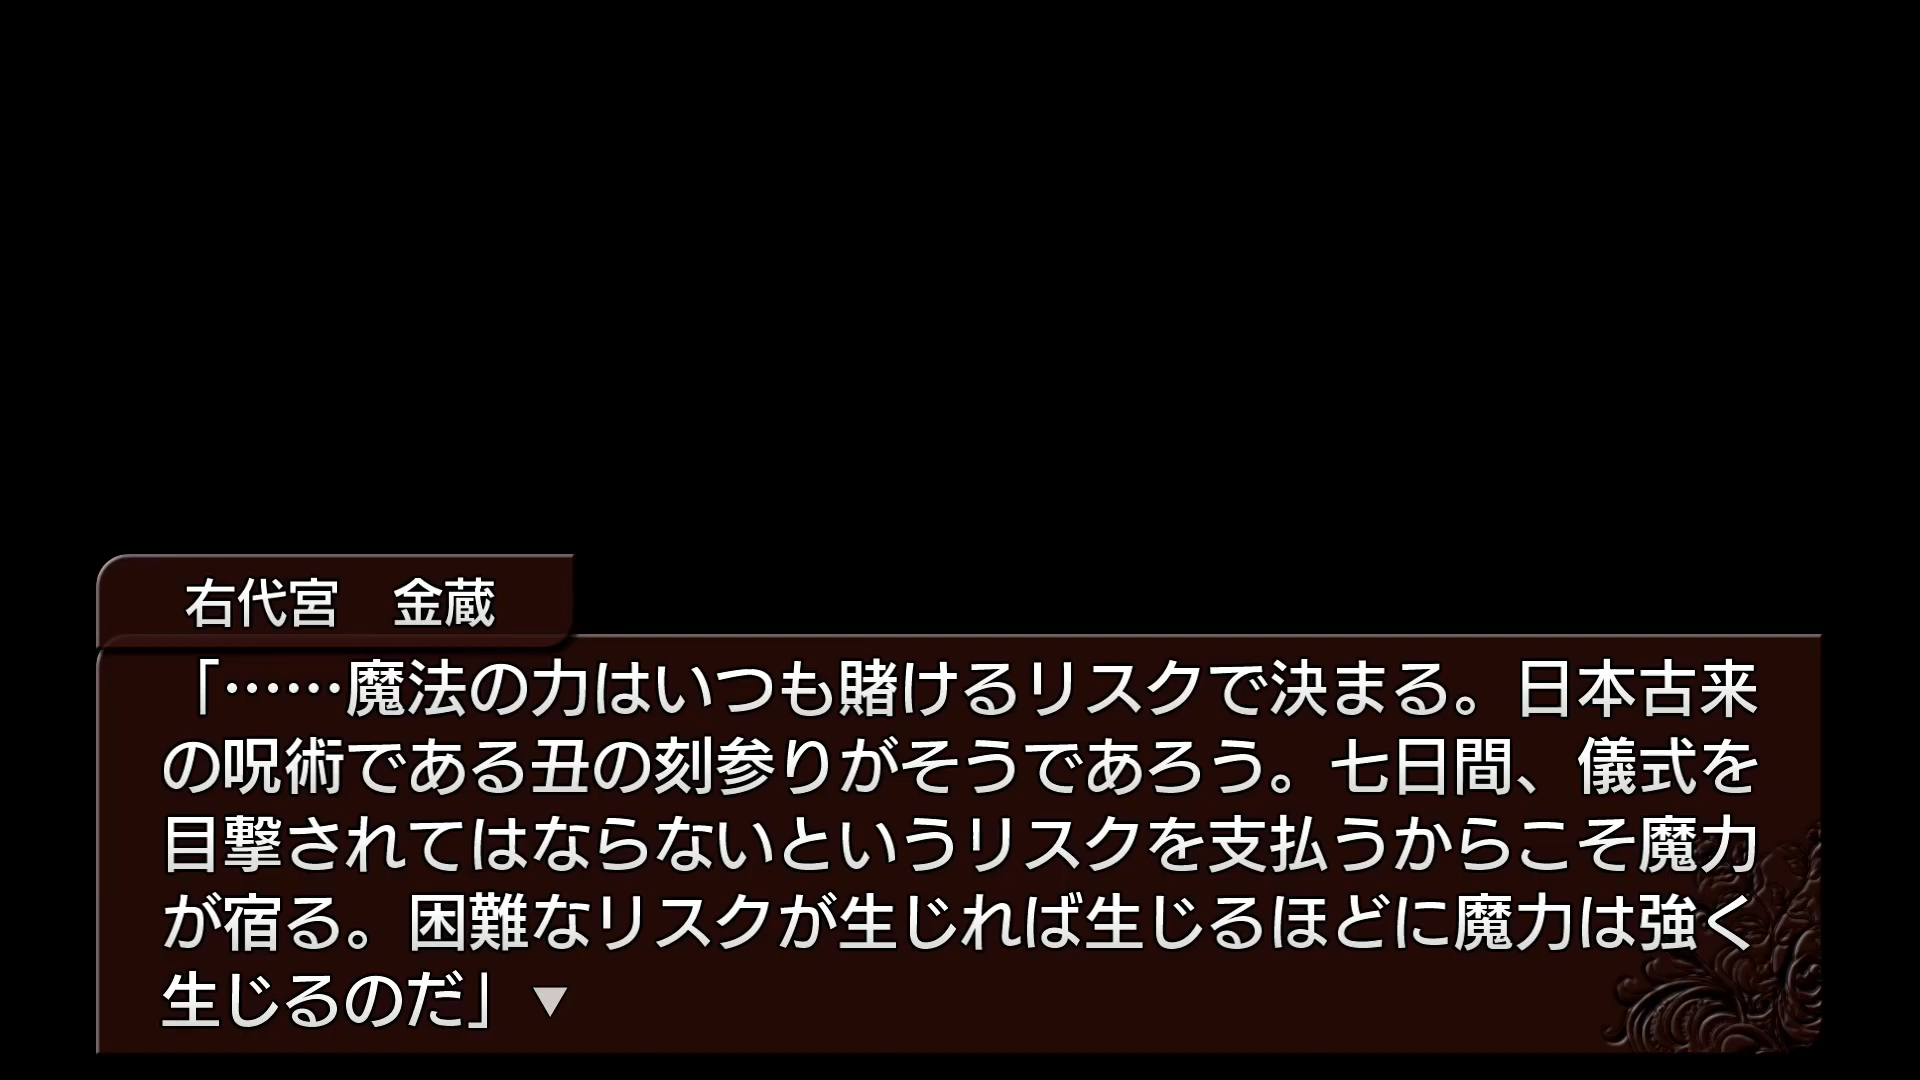 右代宮　金蔵
「……魔法の力はいつも賭けるリスクで決まる。日本古来
の呪術である丑の刻参りがそうであろう。七日間、儀式を
目撃されてはならないというリスクを支払うからこそ魔力
が宿る。困難なリスクが生じれば生じるほどに魔力は強く
生じるのだ」▼